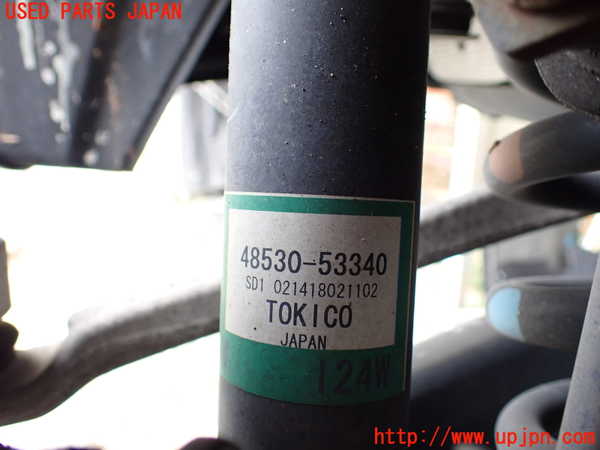 USED PARTS JAPAN
48530-53340
SD1 021418021102
TOKICO
JAPAN
124W
http://www.upjpn.com/